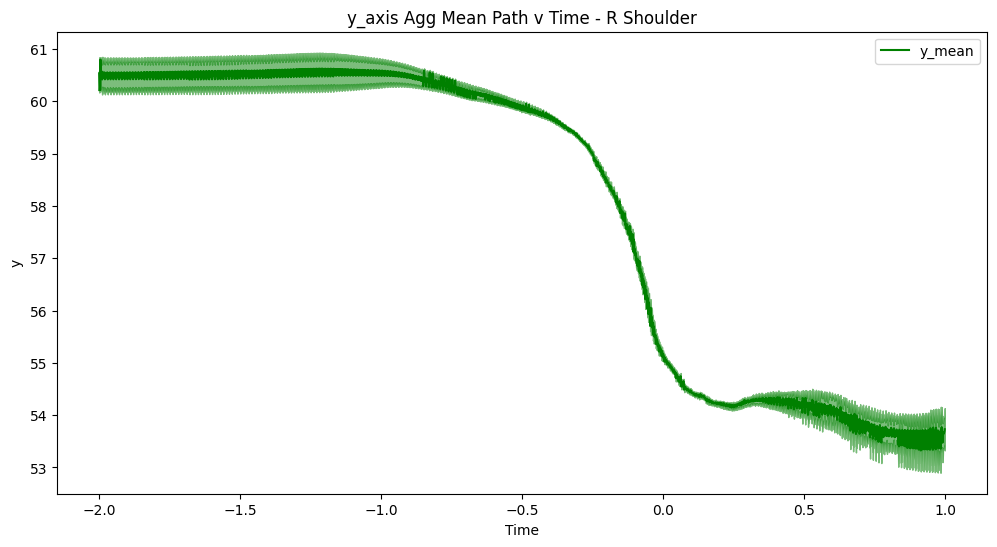 y_axis Agg Mean Path v Time - R Shoulder
y_mean
61
60
59
58
57
56
55
54
53
y
−2.0 −1.5 −1.0 −0.5 0.0 0.5 1.0
Time